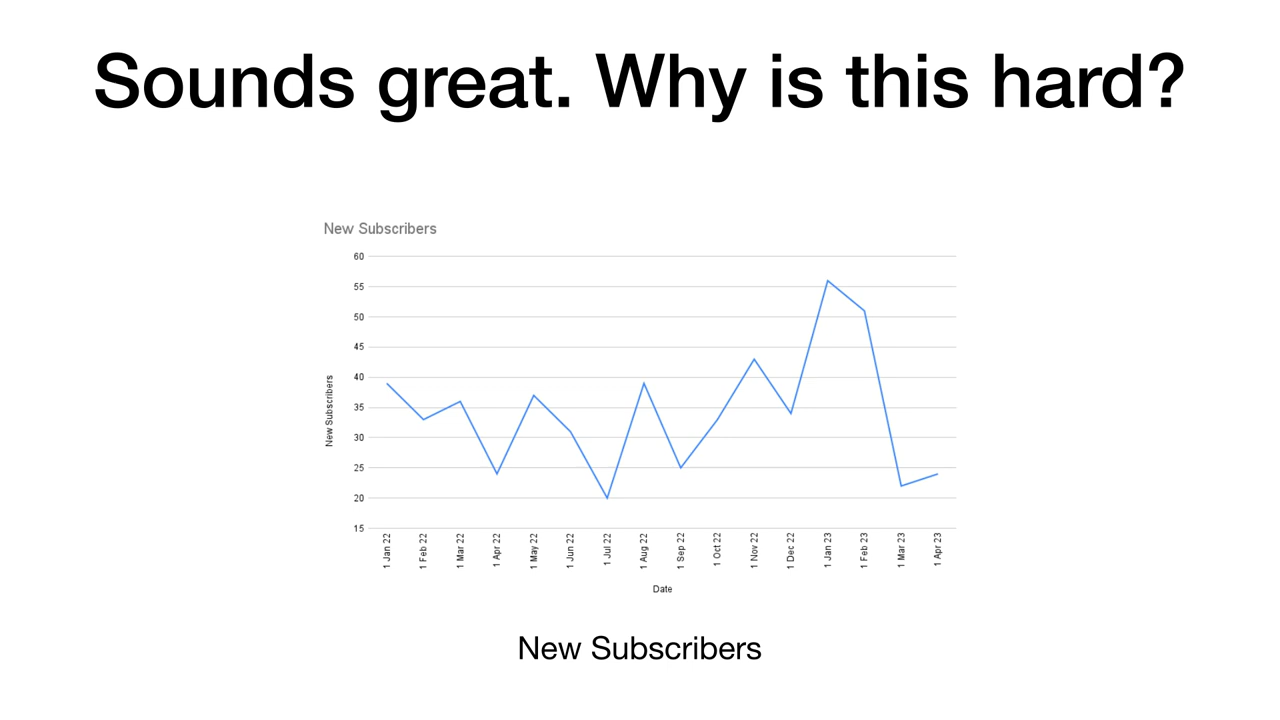 Sounds great. Why is this hard?
New Subscribers
60
55
50
45
40
35
30
25
20
15
New Subscribers
1 Jan 22
1 Feb 22
1 Mar 22
1 Apr 22
1 May 22
1 Jun 22
1 Jul 22
1 Aug 22
1 Sep 22
1 Oct 22
1 Nov 22
1 Dec 22
1 Jan 23
1 Feb 23
1 Mar 23
1 Apr 23
Date
New Subscribers